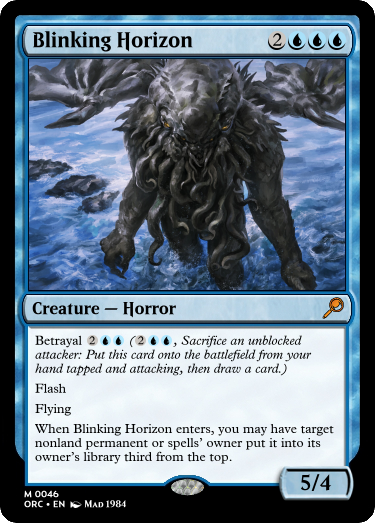 Blinking Horizon 2
Creature — Horror
Betrayal 2 (2, Sacrifice an unblocked
attacker: Put this card onto the battlefield from your
hand tapped and attacking, then draw a card.)
Flash
Flying
When Blinking Horizon enters, you may have target
nonland permanent or spells' owner put it into its
owner's library third from the top.
5/4
M 0046
ORC • EN Mad 1984